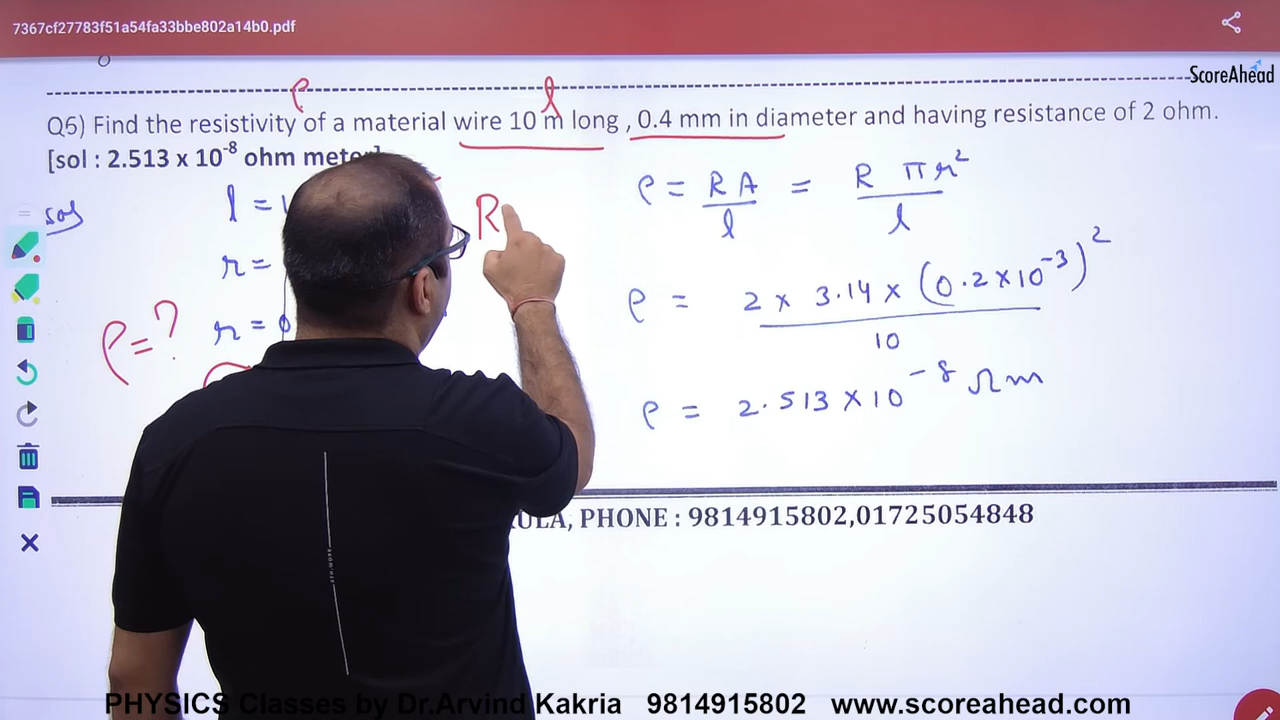 7367cf27783f51a54fa33bbe802a14b0.pdf
ScoreAhead
ρ l
Q6) Find the resistivity of a material wire 10 m long , 0.4 mm in diameter and having resistance of 2 ohm.
[sol : 2.513 x 10⁻⁸ ohm meter]
sol
l = 1
r =
r = 0
ρ = ?
R
ρ = RA/l = R πr²/l
ρ = 2 x 3.14 x (0.2 x 10⁻³)²/10
ρ = 2.513 x 10⁻⁸ Ωm
ULA, PHONE : 9814915802,01725054848
PHYSICS Classes by Dr.Arvind Kakria 9814915802 www.scoreahead.com